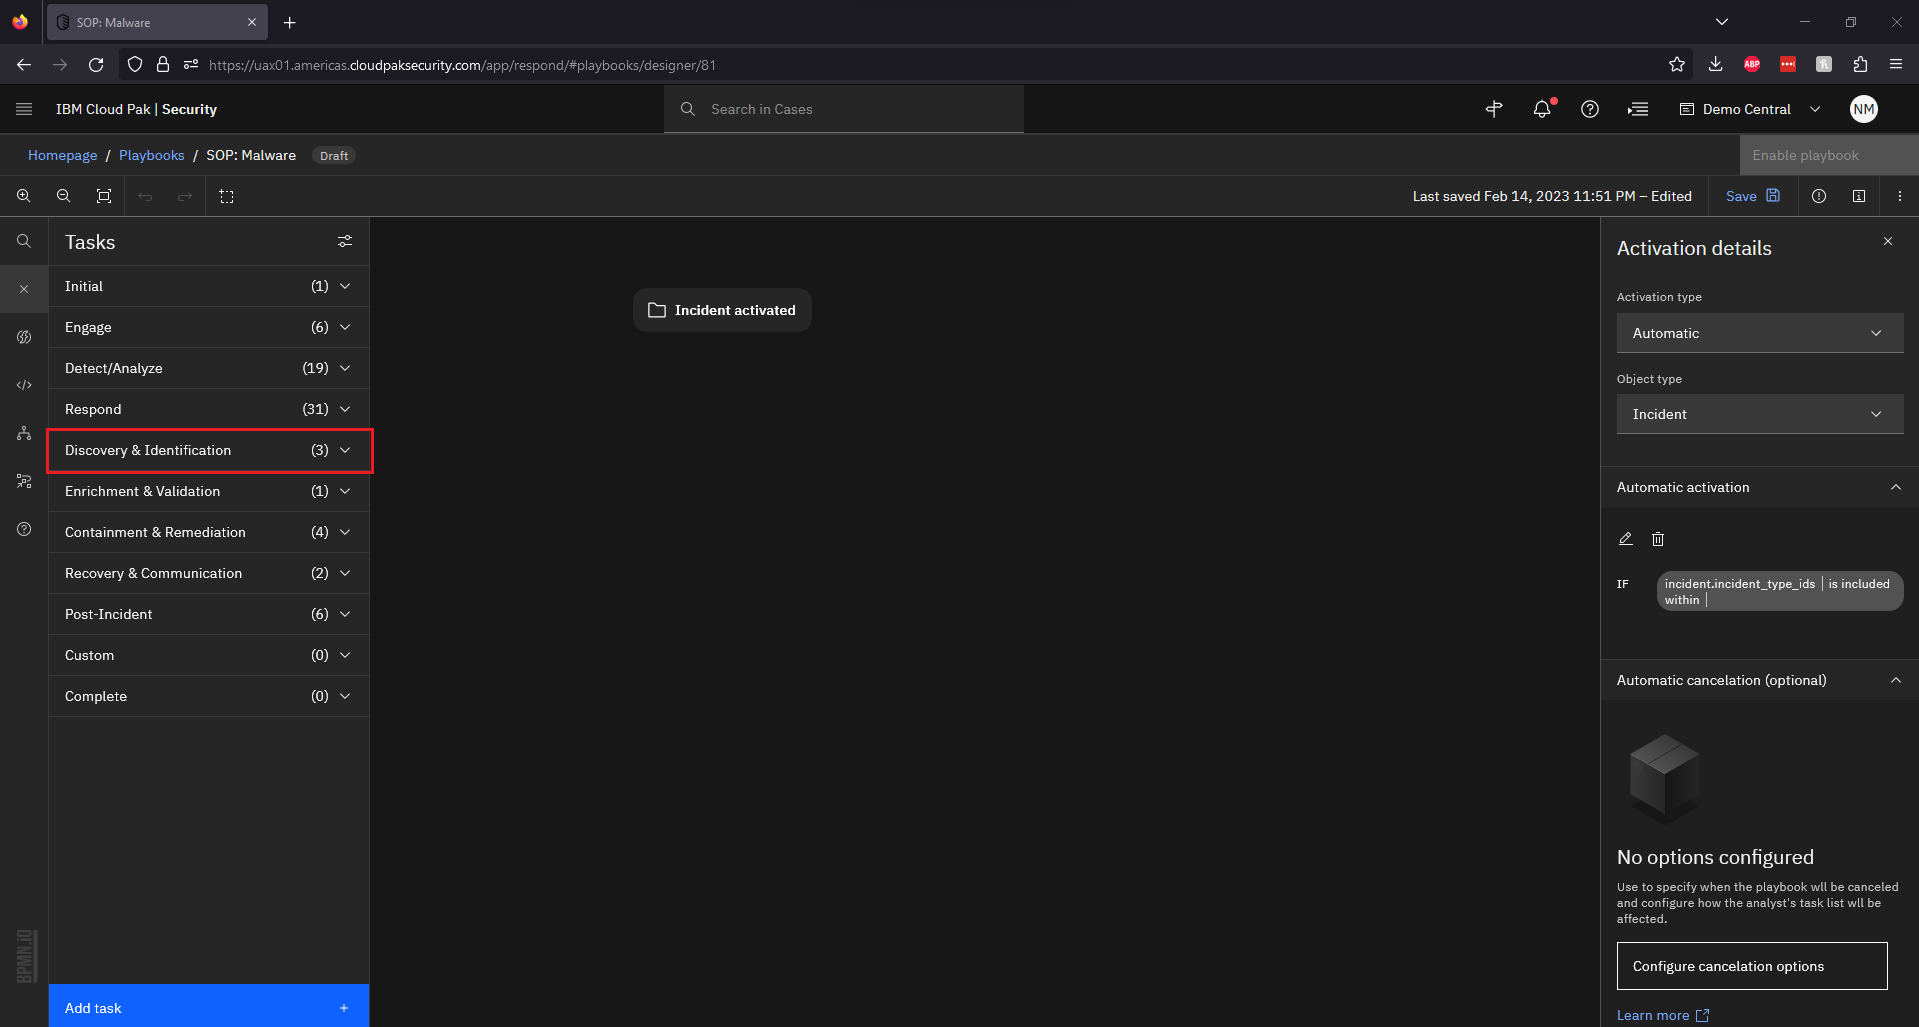 SOP: Malware
https://uax01.americas.cloudpaksecurity.com/app/respond/#playbooks/designer/81
ABP
IBM Cloud Pak | Security
Search in Cases
Demo Central
NM
Homepage / Playbooks / SOP: Malware Draft
Enable playbook
Last saved Feb 14, 2023 11:51 PM – Edited
Save
Tasks
Initial (1)
Engage (6)
Detect/Analyze (19)
Respond (31)
Discovery & Identification (3)
Enrichment & Validation (1)
Containment & Remediation (4)
Recovery & Communication (2)
Post-Incident (6)
Custom (0)
Complete (0)
BPMN.iO
Add task +
Incident activated
Activation details
Activation type
Automatic
Object type
Incident
Automatic activation
IF
incident.incident_type_ids | is included
within |
Automatic cancelation (optional)
No options configured
Use to specify when the playbook wll be canceled
and configure how the analyst's task list wll be
affected.
Configure cancelation options
Learn more